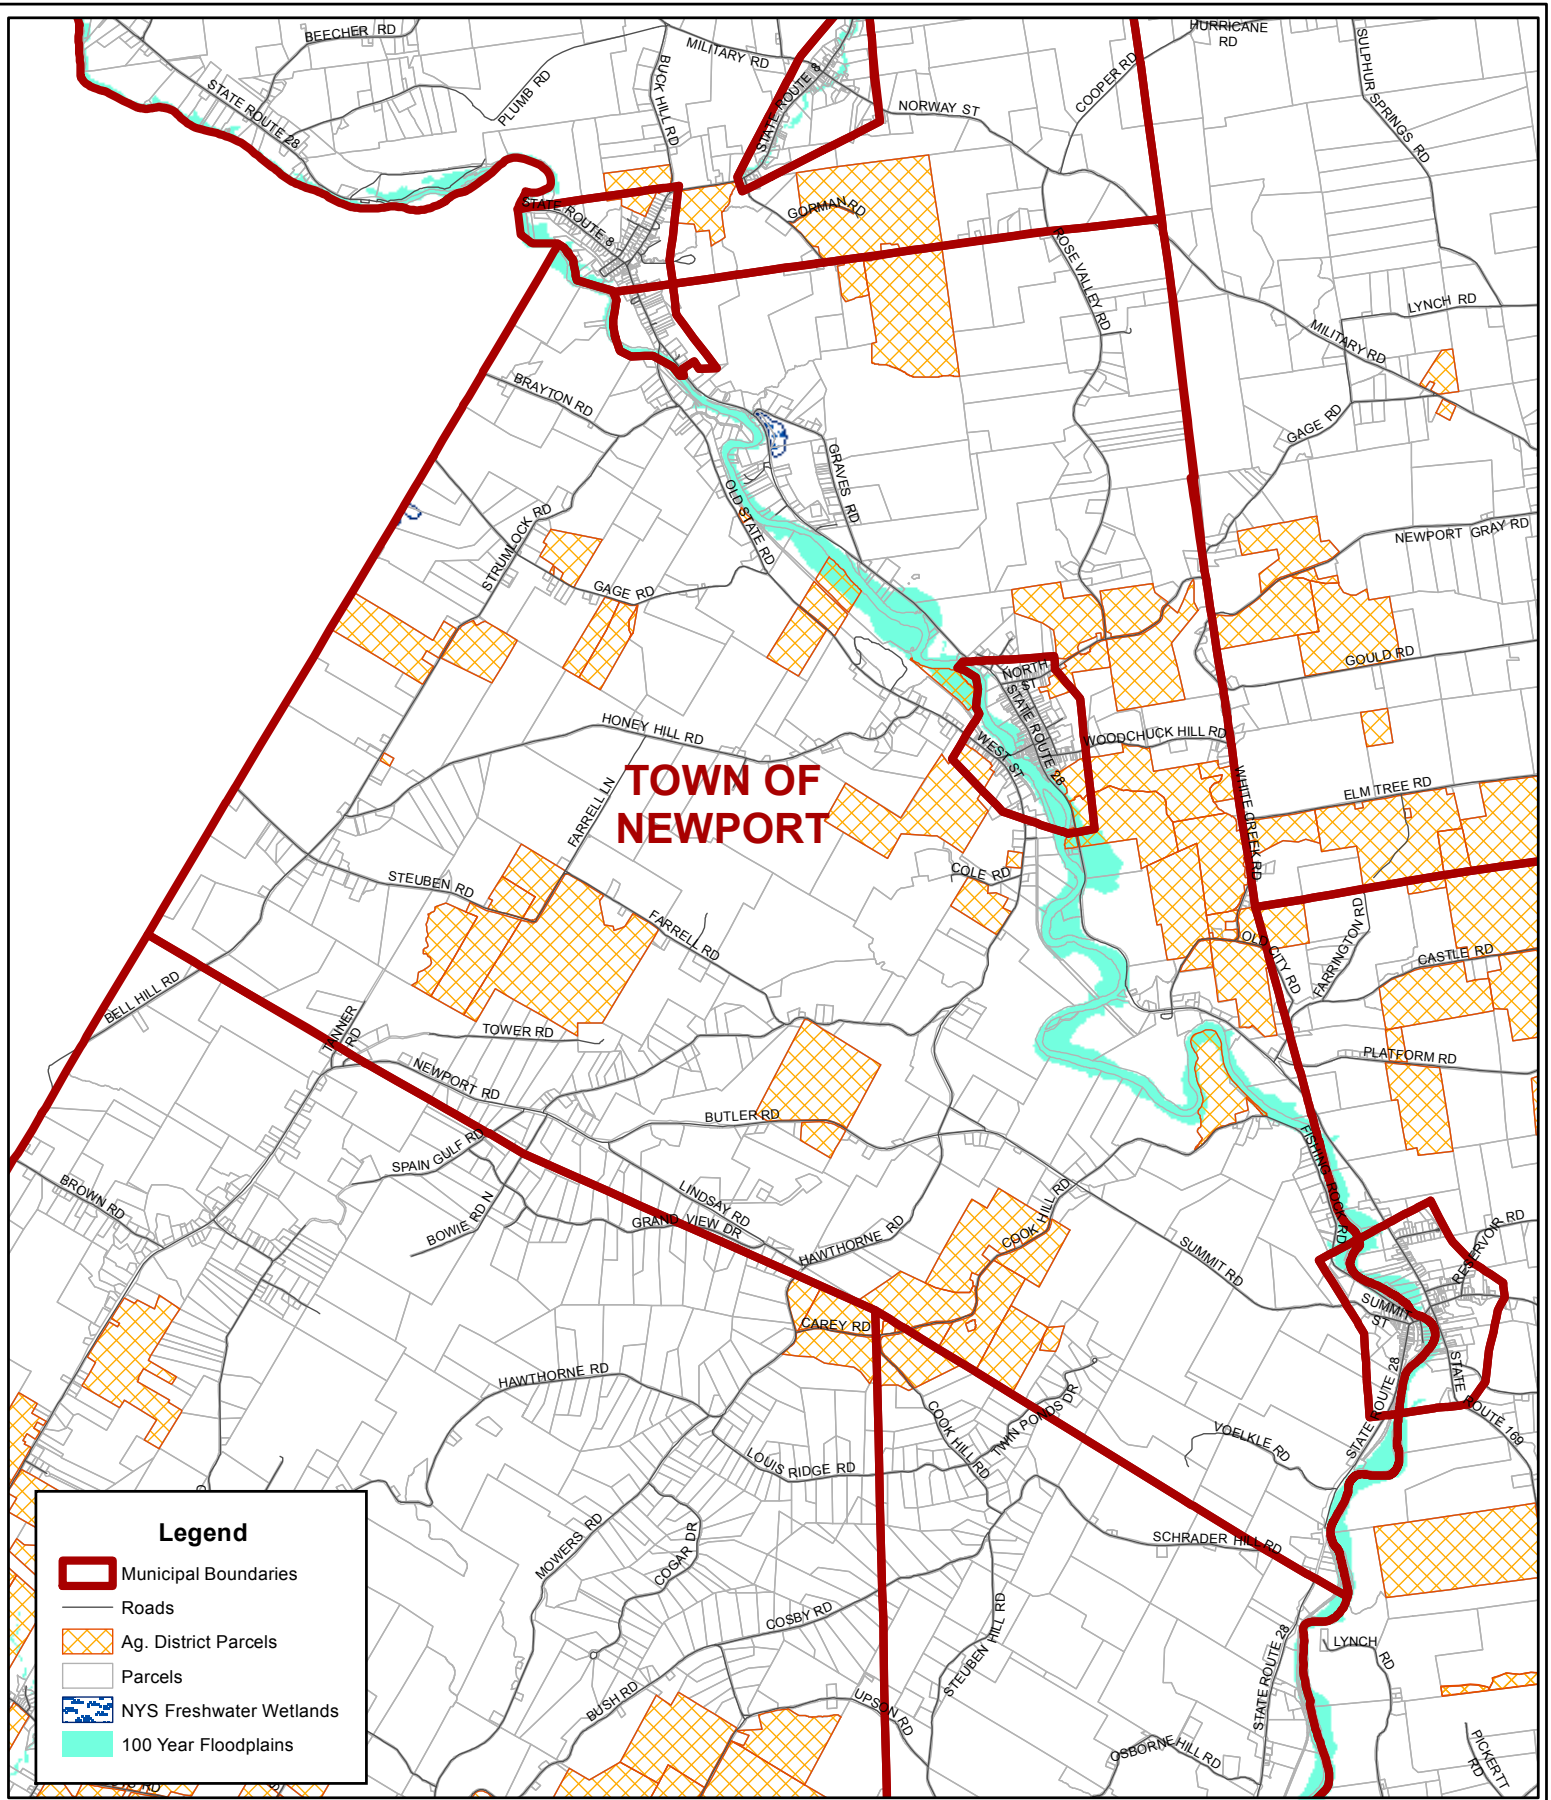 BEECHER RD
MILITARY RD
HURRICANE
RD
STATE ROUTE 28
PLUMB RD
BUCK HILL RD
STATE ROUTE 8
NORWAY ST
COOPER RD
SULPHUR SPRINGS RD
STATE ROUTE 8
GORMAN RD
ROSE VALLEY RD
LYNCH RD
MILITARY RD
BRAYTON RD
GAGE RD
GRAVES RD
OLD STATE RD
STRUMLOCK RD
NEWPORT GRAY RD
GAGE RD
GOULD RD
NORTH
ST
STATE ROUTE 28
HONEY HILL RD
WEST ST
WOODCHUCK HILL RD
TOWN OF
NEWPORT
FARRELL LN
WHITE CREEK RD
ELM TREE RD
STEUBEN RD
COLE RD
FARRELL RD
OLD CITY RD
FARRINGTON RD
CASTLE RD
BELL HILL RD
TANNER
RD
TOWER RD
PLATFORM RD
NEWPORT RD
BUTLER RD
SPAIN GULF RD
FISHING ROCK RD
BROWN RD
BOWIE RD N
LINDSAY RD
GRAND VIEW DR
HAWTHORNE RD
COOK HILL RD
SUMMIT RD
RESERVOIR RD
SUMMIT
ST
CAREY RD
HAWTHORNE RD
STATE ROUTE 28
STATE ROUTE 169
COOK HILL RD
TWIN PONDS DR
VOELKLE RD
LOUIS RIDGE RD
MOWERS RD
COGAR DR
SCHRADER HILL RD
COSBY RD
STEUBEN HILL RD
STATE ROUTE 28
LYNCH RD
BUSH RD
UPSON RD
OSBORNE HILL RD
PICKERTT
RD
Legend
Municipal Boundaries
Roads
Ag. District Parcels
Parcels
NYS Freshwater Wetlands
100 Year Floodplains
RD